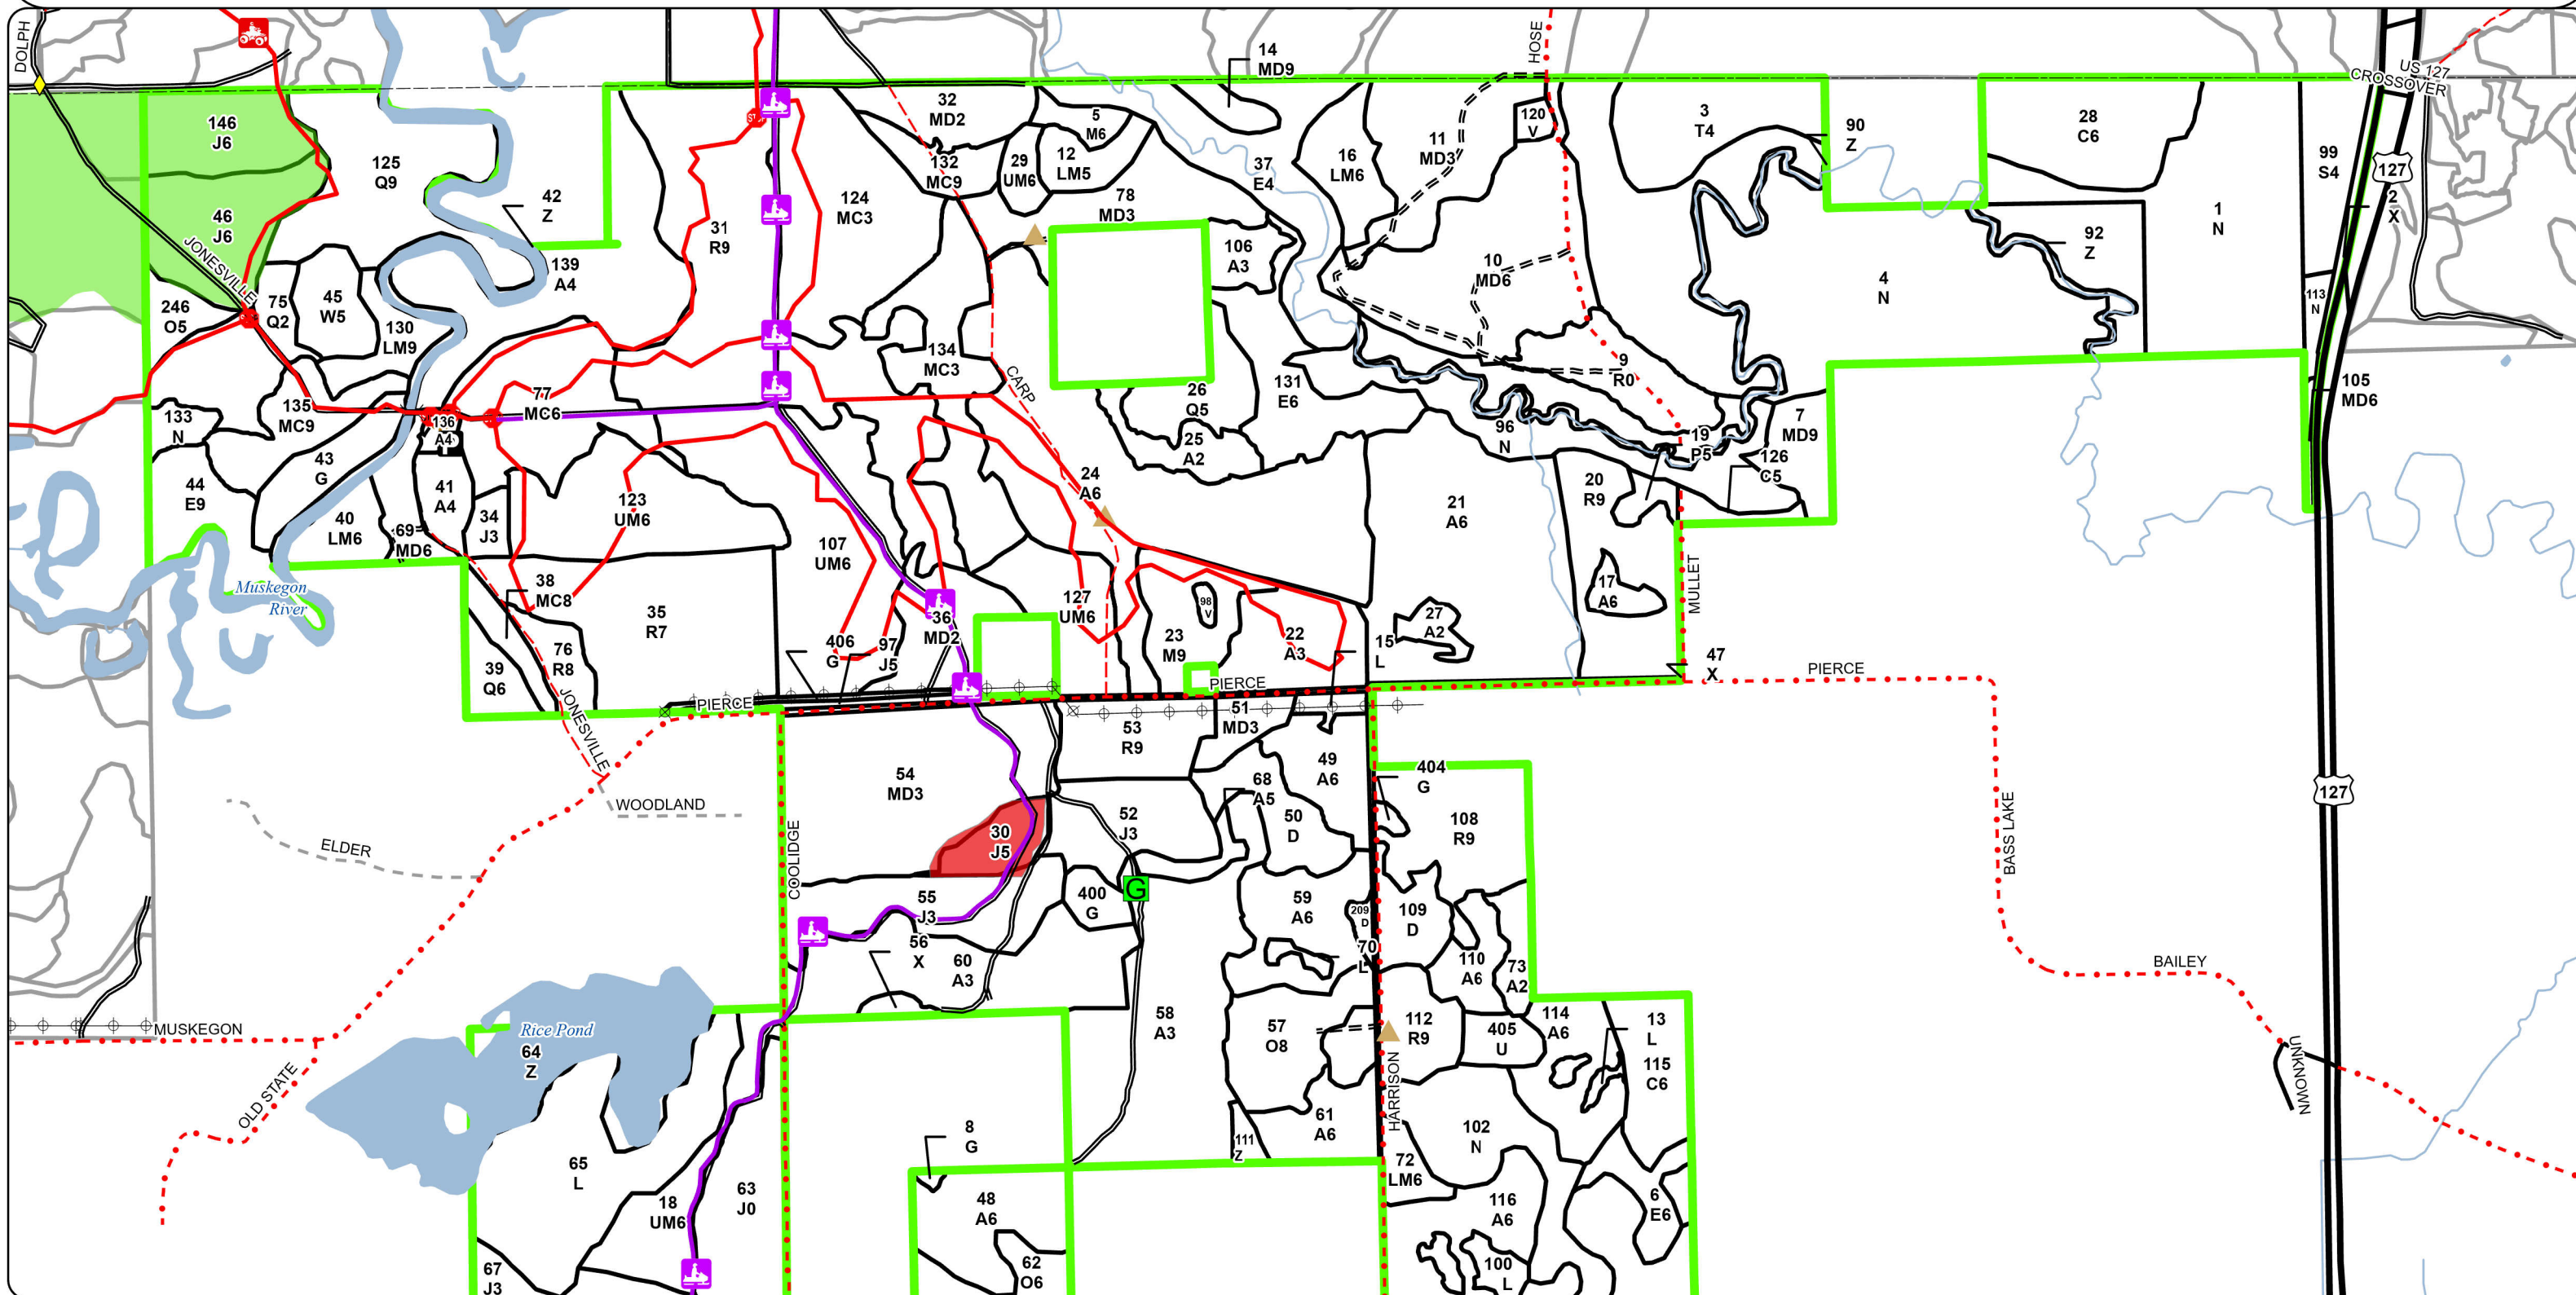 DOLPH
HOSE
US 127
CROSSOVER
14
MD9
146
J6
125
Q9
42
Z
46
J6
JONESVILLE
139
A4
31
R9
124
MC3
32
MD2
5
M6
132
MC9
29
UM6
12
LM5
78
MD3
37
E4
16
LM6
11
MD3
120
V
3
T4
90
Z
28
C6
99
S4
127
2
X
1
N
92
Z
4
N
10
MD6
106
A3
246
O5
75
Q2
45
W5
130
LM9
113
N
134
MC3
CARP
9
R0
105
MD6
133
N
135
MC9
77
MC6
136
A4
26
Q5
131
E6
25
A2
96
N
19
P5
7
MD9
126
C5
44
E9
43
G
41
A4
34
J3
123
UM6
24
A6
21
A6
20
R9
40
LM6
69
MD6
107
UM6
17
A6
MULLET
Muskegon
River
38
MC8
35
R7
76
R8
39
Q6
JONESVILLE
406
G
97
J5
36
MD2
127
UM6
98
V
23
M9
22
A3
15
L
27
A2
47
X
PIERCE
PIERCE
PIERCE
53
R9
51
MD3
54
MD3
49
A6
404
G
68
A5
50
D
52
J3
30
J5
108
R9
WOODLAND
ELDER
COOLIDGE
BASS LAKE
127
G
55
J3
400
G
59
A6
209
D
109
D
56
X
60
A3
70
L
110
A6
73
A2
BAILEY
MUSKEGON
Rice Pond
64
Z
OLD STATE
58
A3
57
O8
112
R9
405
U
114
A6
13
L
115
C6
HARRISON
UNKNOWN
61
A6
111
Z
102
N
8
G
65
L
18
UM6
63
J0
72
LM6
116
A6
6
E6
48
A6
62
O6
67
J3
100
L